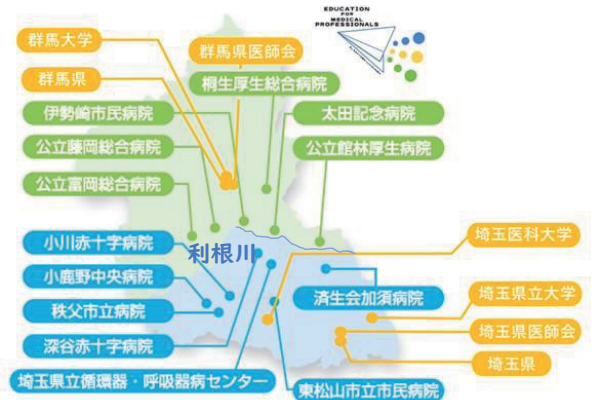 EDUCATION
FOR
MEDICAL
PROFESSIONALS
群馬大学
群馬県医師会
群馬県
桐生厚生総合病院
伊勢崎市民病院
太田記念病院
公立藤岡総合病院
公立館林厚生病院
公立富岡総合病院
埼玉医科大学
小川赤十字病院
利根川
小鹿野中央病院
済生会加須病院
埼玉県立大学
秩父市立病院
埼玉県医師会
深谷赤十字病院
埼玉県
埼玉県立循環器・呼吸器病センター
東松山市立市民病院